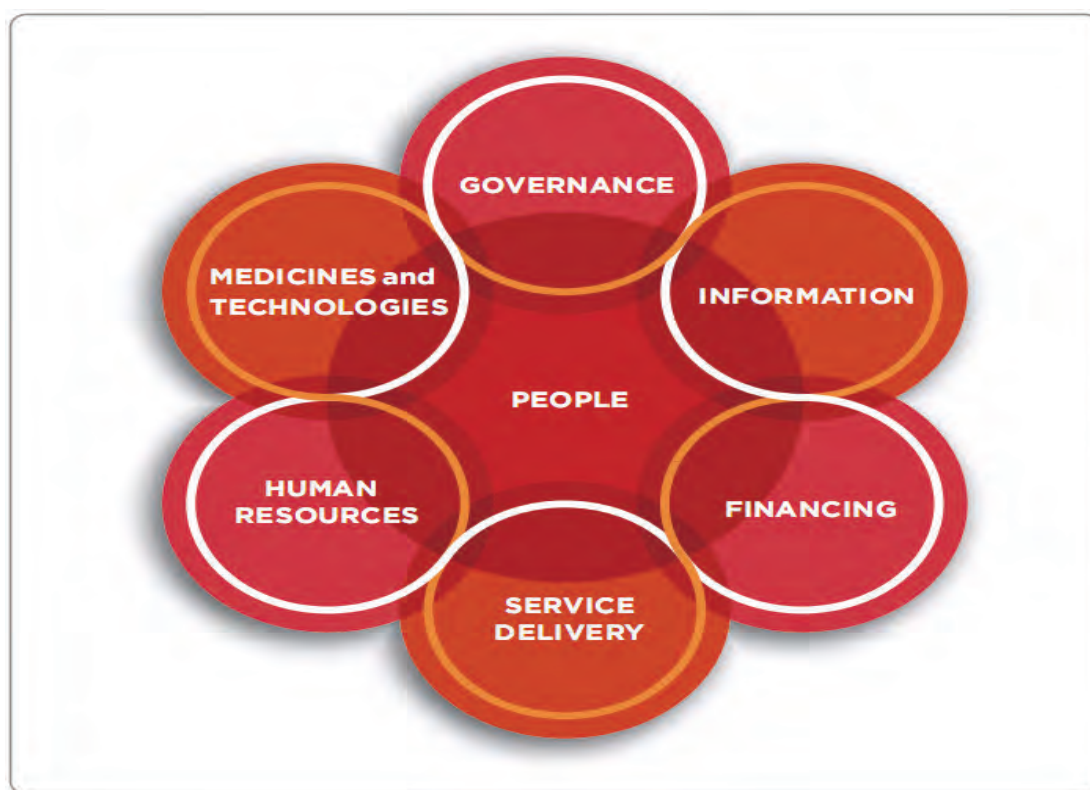 GOVERNANCE
MEDICINES and
TECHNOLOGIES
INFORMATION
PEOPLE
HUMAN
RESOURCES
FINANCING
SERVICE
DELIVERY